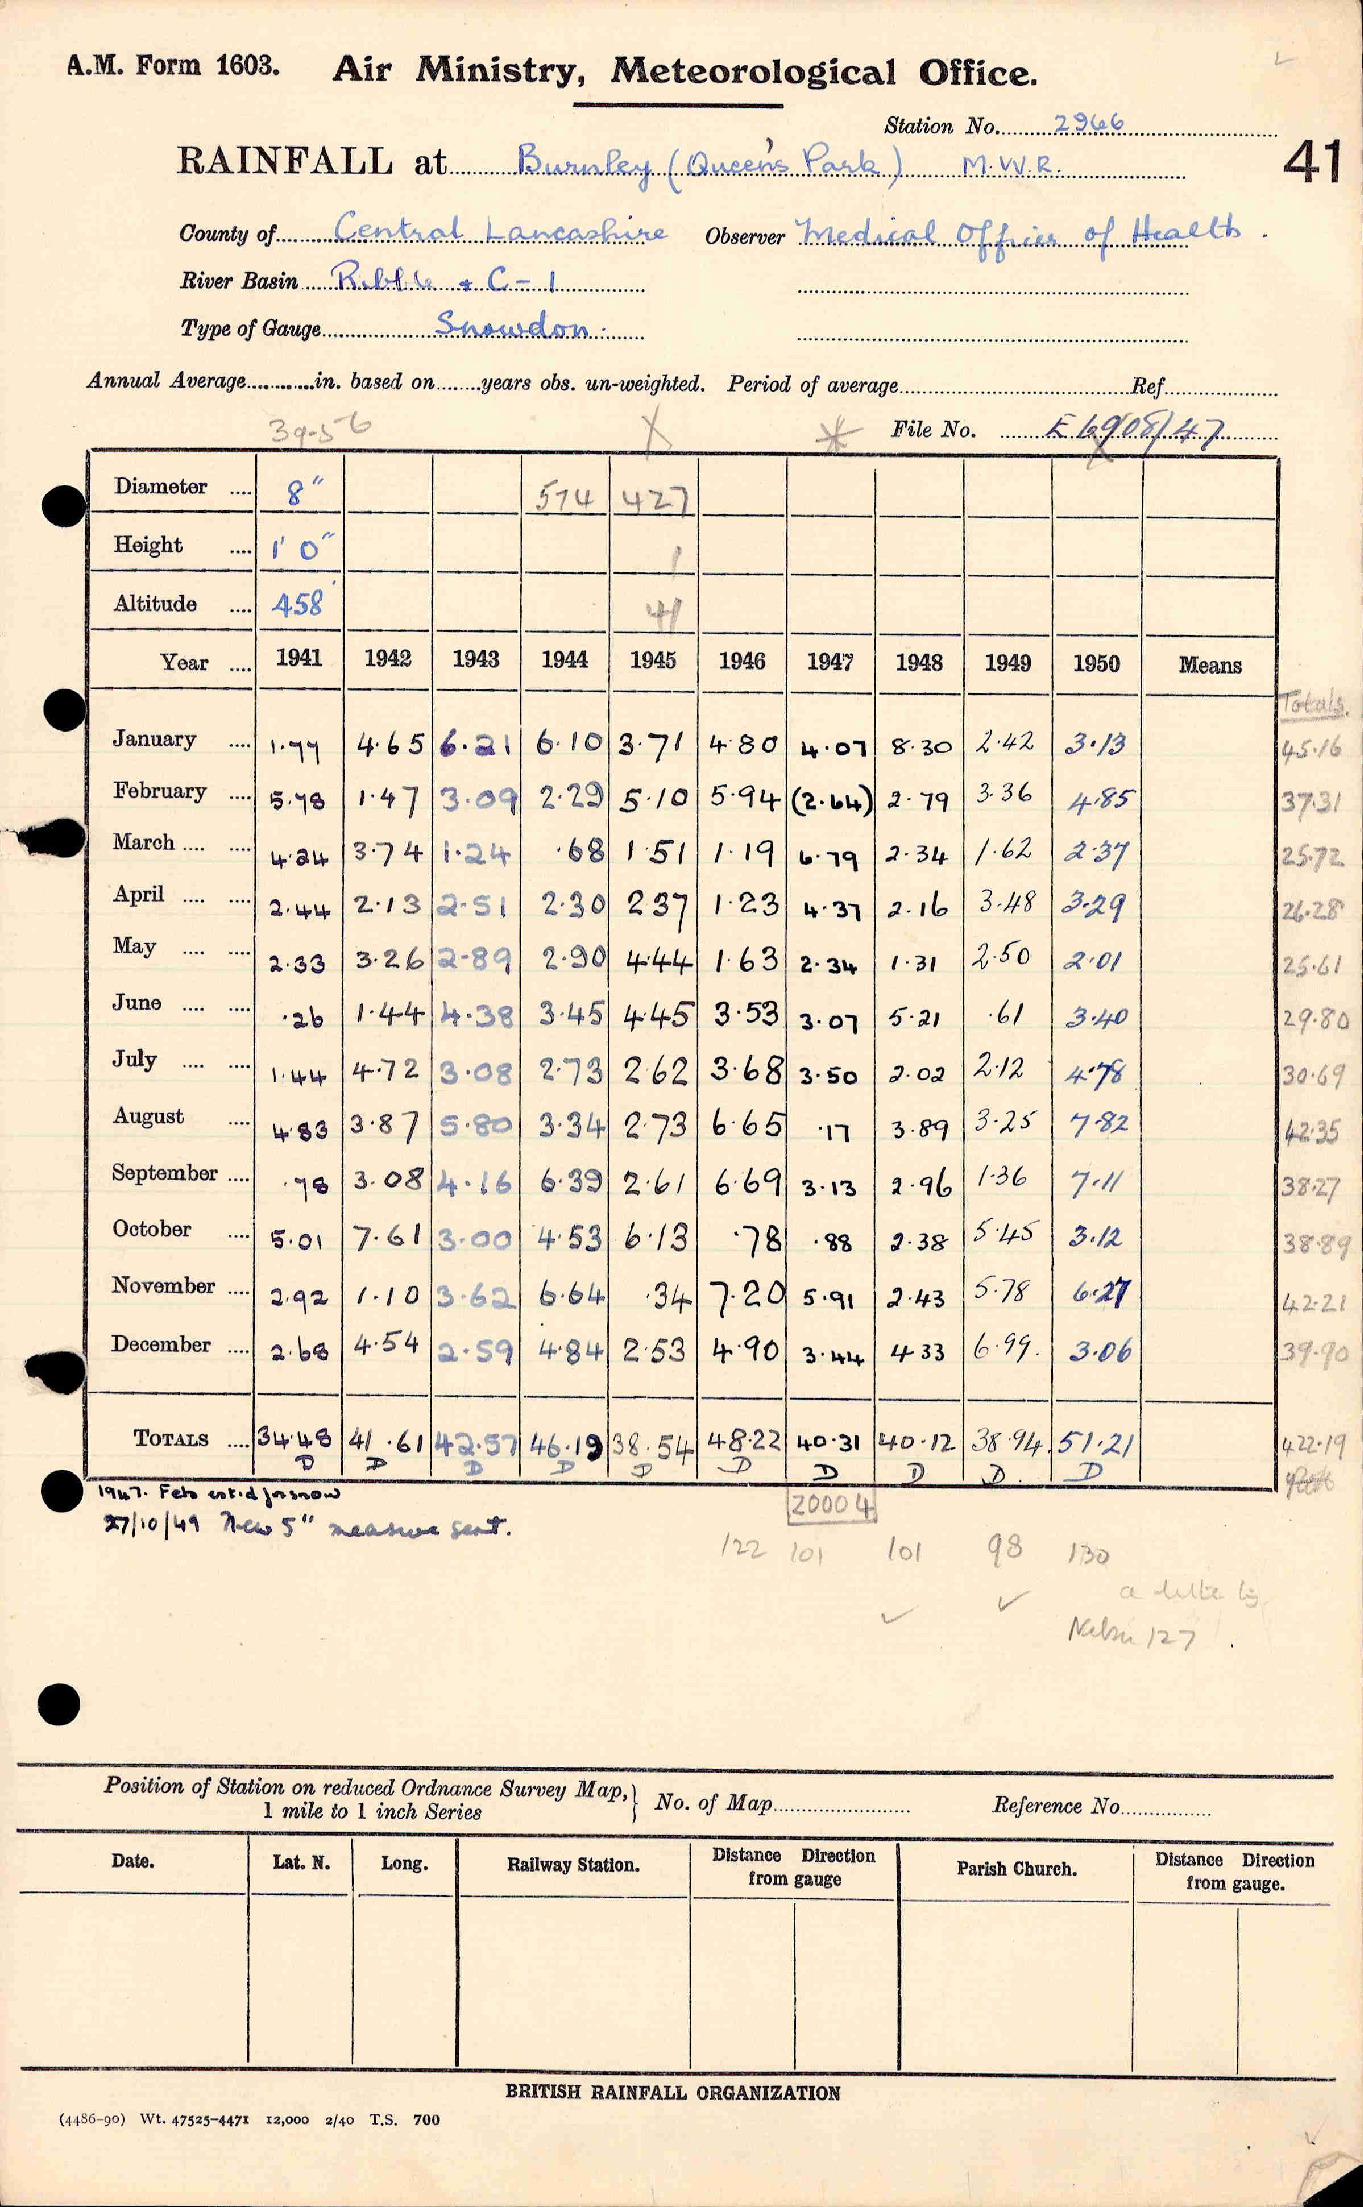 A.M. Form 1603. Air Ministry, Meteorological Office.
Station No. 2966
41
RAINFALL at Burnley (Queen's Park) M.W.R.
County of Central Lancashire Observer Medical Officer of Health.
River Basin Ribble + C-1
Type of Gauge Snowdon.
Annual Average in. based on years obs. un-weighted. Period of average Ref
39.56
File No. E6908/47
Diameter 8" 574 427
Height 1' 0" 1
Altitude 458' 41
Year 1941 1942 1943 1944 1945 1946 1947 1948 1949 1950 Means
Totals.
January 1.77 4.65 6.21 6.10 3.71 4.80 4.07 8.30 2.42 3.13 45.16
February 5.78 1.47 3.09 2.29 5.10 5.94 (2.64) 2.79 3.36 4.85 37.31
March 4.24 3.74 1.24 .68 1.51 1.19 6.79 2.34 1.62 2.37 25.72
April 2.44 2.13 2.51 2.30 2.37 1.23 4.37 2.16 3.48 3.29 26.28
May 2.33 3.26 2.89 2.90 4.44 1.63 2.34 1.31 2.50 2.01 25.61
June .26 1.44 4.38 3.45 4.45 3.53 3.07 5.21 .61 3.40 29.80
July 1.44 4.72 3.08 2.73 2.62 3.68 3.50 2.02 2.12 4.78 30.69
August 4.83 3.87 5.80 3.34 2.73 6.65 .17 3.89 3.25 7.82 42.35
September .78 3.08 4.16 6.39 2.61 6.69 3.13 2.96 1.36 7.11 38.27
October 5.01 7.61 3.00 4.53 6.13 .78 .88 2.38 5.45 3.12 38.89
November 2.92 1.10 3.62 6.64 .34 7.20 5.91 2.43 5.78 6.27 42.21
December 2.68 4.54 2.59 4.84 2.53 4.90 3.44 4.33 6.99 3.06 39.90
TOTALS 34.48 41.61 42.57 46.19 38.54 48.22 40.31 40.12 38.94 51.21 422.19
D D D D D D D D D D
1947. Feb est.d for snow
20004
27/10/49 New 5" measure sent.
122 101 101 98 130
a little big
Nelson 127
Position of Station on reduced Ordnance Survey Map,
1 mile to 1 inch Series
No. of Map Reference No
Date. Lat. N. Long. Railway Station. Distance Direction from gauge Parish Church. Distance Direction from gauge.
BRITISH RAINFALL ORGANIZATION
(4486-90) Wt. 47525-4471 12,000 2/40 T.S. 700